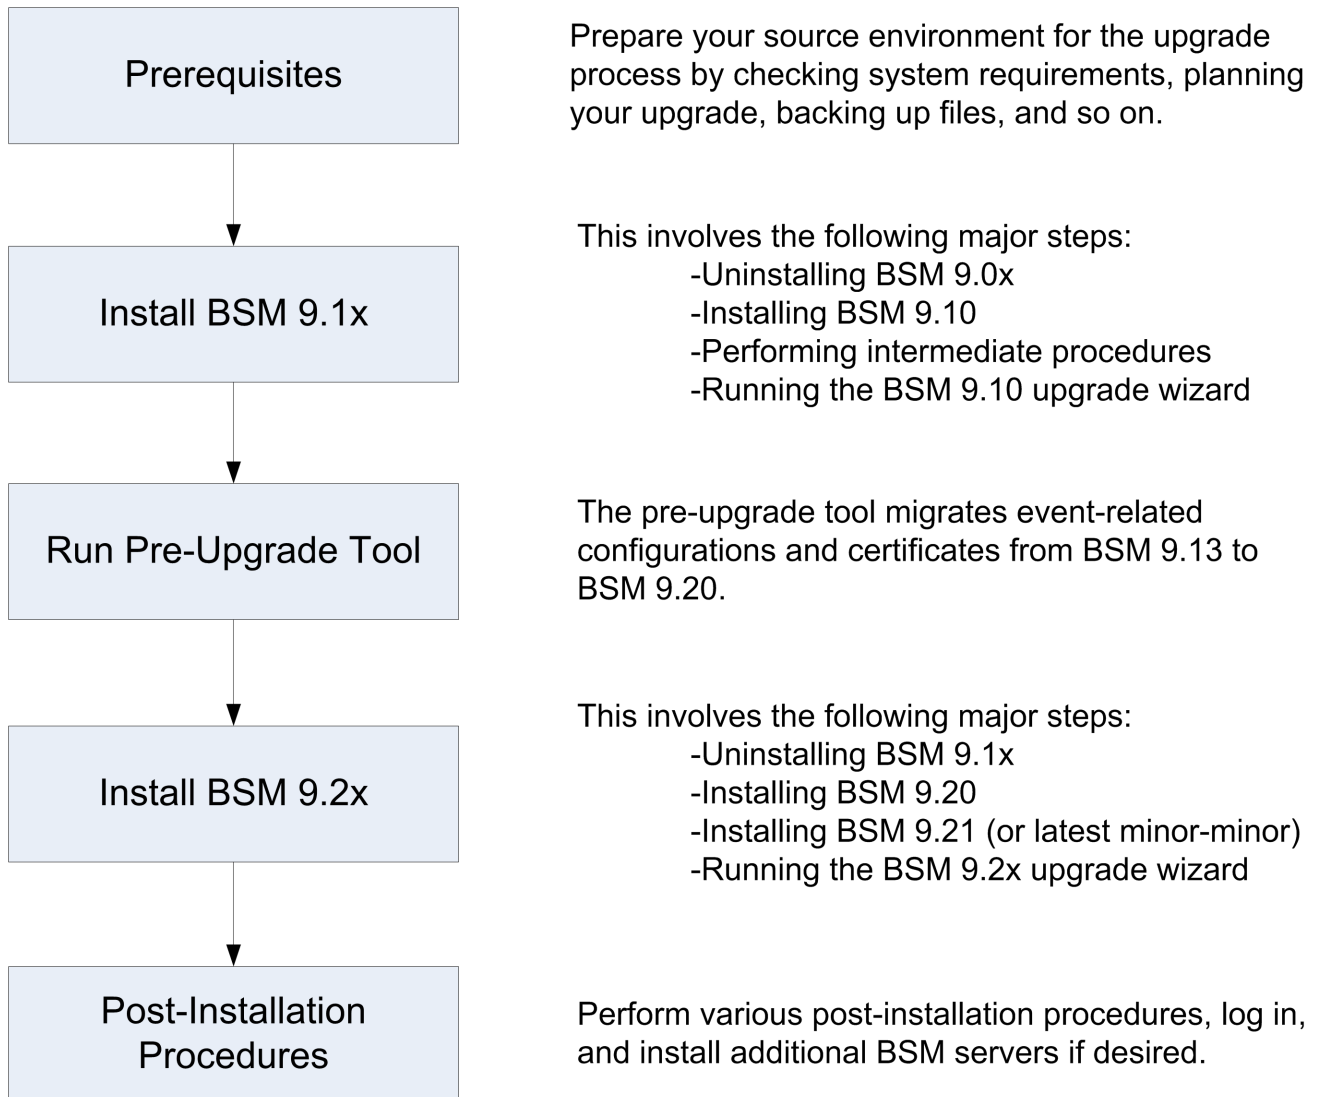 Prerequisites
Prepare your source environment for the upgrade
process by checking system requirements, planning
your upgrade, backing up files, and so on.
Install BSM 9.1x
This involves the following major steps:
-Uninstalling BSM 9.0x
-Installing BSM 9.10
-Performing intermediate procedures
-Running the BSM 9.10 upgrade wizard
Run Pre-Upgrade Tool
The pre-upgrade tool migrates event-related
configurations and certificates from BSM 9.13 to
BSM 9.20.
Install BSM 9.2x
This involves the following major steps:
-Uninstalling BSM 9.1x
-Installing BSM 9.20
-Installing BSM 9.21 (or latest minor-minor)
-Running the BSM 9.2x upgrade wizard
Post-Installation
Procedures
Perform various post-installation procedures, log in,
and install additional BSM servers if desired.